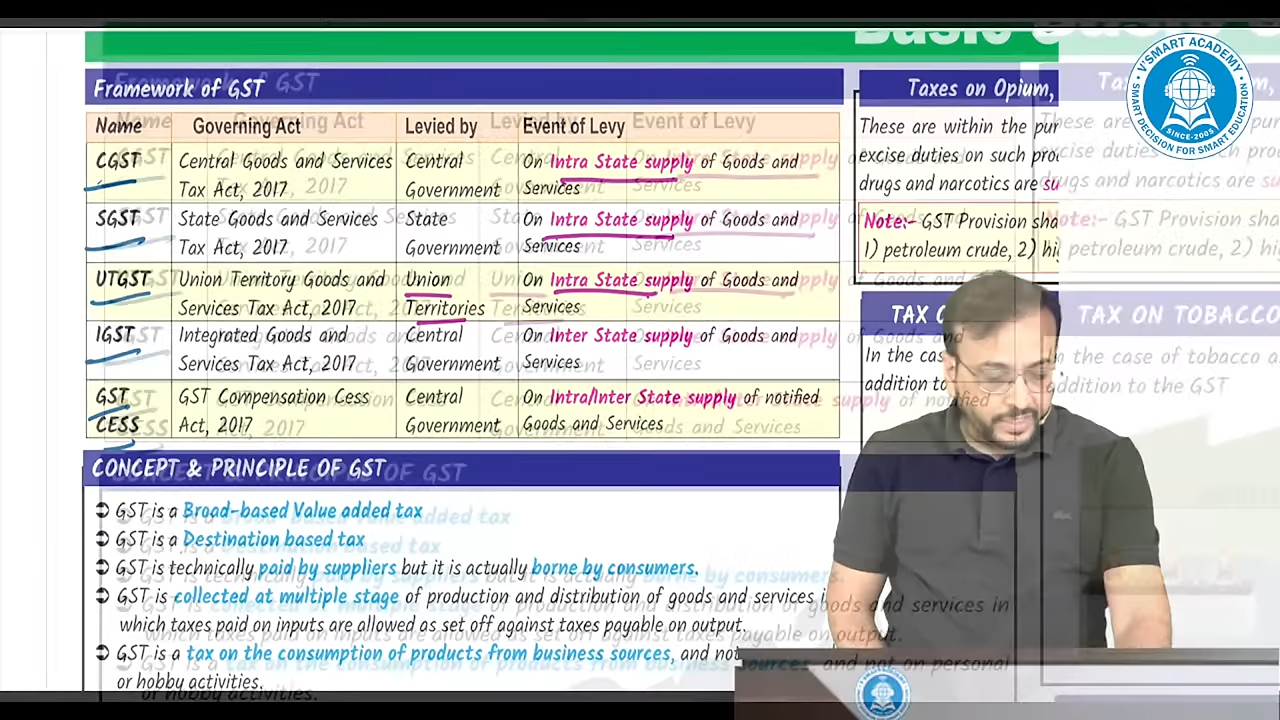 Framework of GST
Name Governing Act Levied by Event of Levy
CGST Central Goods and Services Tax Act, 2017 Central Government On Intra State supply of Goods and Services
SGST State Goods and Services Tax Act, 2017 State Government On Intra State supply of Goods and Services
UTGST Union Territory Goods and Services Tax Act, 2017 Union Territories On Intra State supply of Goods and Services
IGST Integrated Goods and Services Tax Act, 2017 Central Government On Inter State supply of Goods and Services
GST CESS GST Compensation Cess Act, 2017 Central Government On Intra/Inter State supply of notified Goods and Services
CONCEPT & PRINCIPLE OF GST
GST is a Broad-based Value added tax
GST is a Destination based tax
GST is technically paid by suppliers but it is actually borne by consumers.
GST is collected at multiple stage of production and distribution of goods and services in
which taxes paid on inputs are allowed as set off against taxes payable on output.
GST is a tax on the consumption of products from business sources, and not on personal
or hobby activities.
Taxes on Opium,
These are within the pur
excise duties on such pro
drugs and narcotics are su
Note:- GST Provision sha
1) petroleum crude, 2) hi
TAX ON TOBACCO
In the case of tobacco a
addition to the GST
V'SMART ACADEMY
SINCE-2005
SMART DECISION FOR SMART EDUCATION